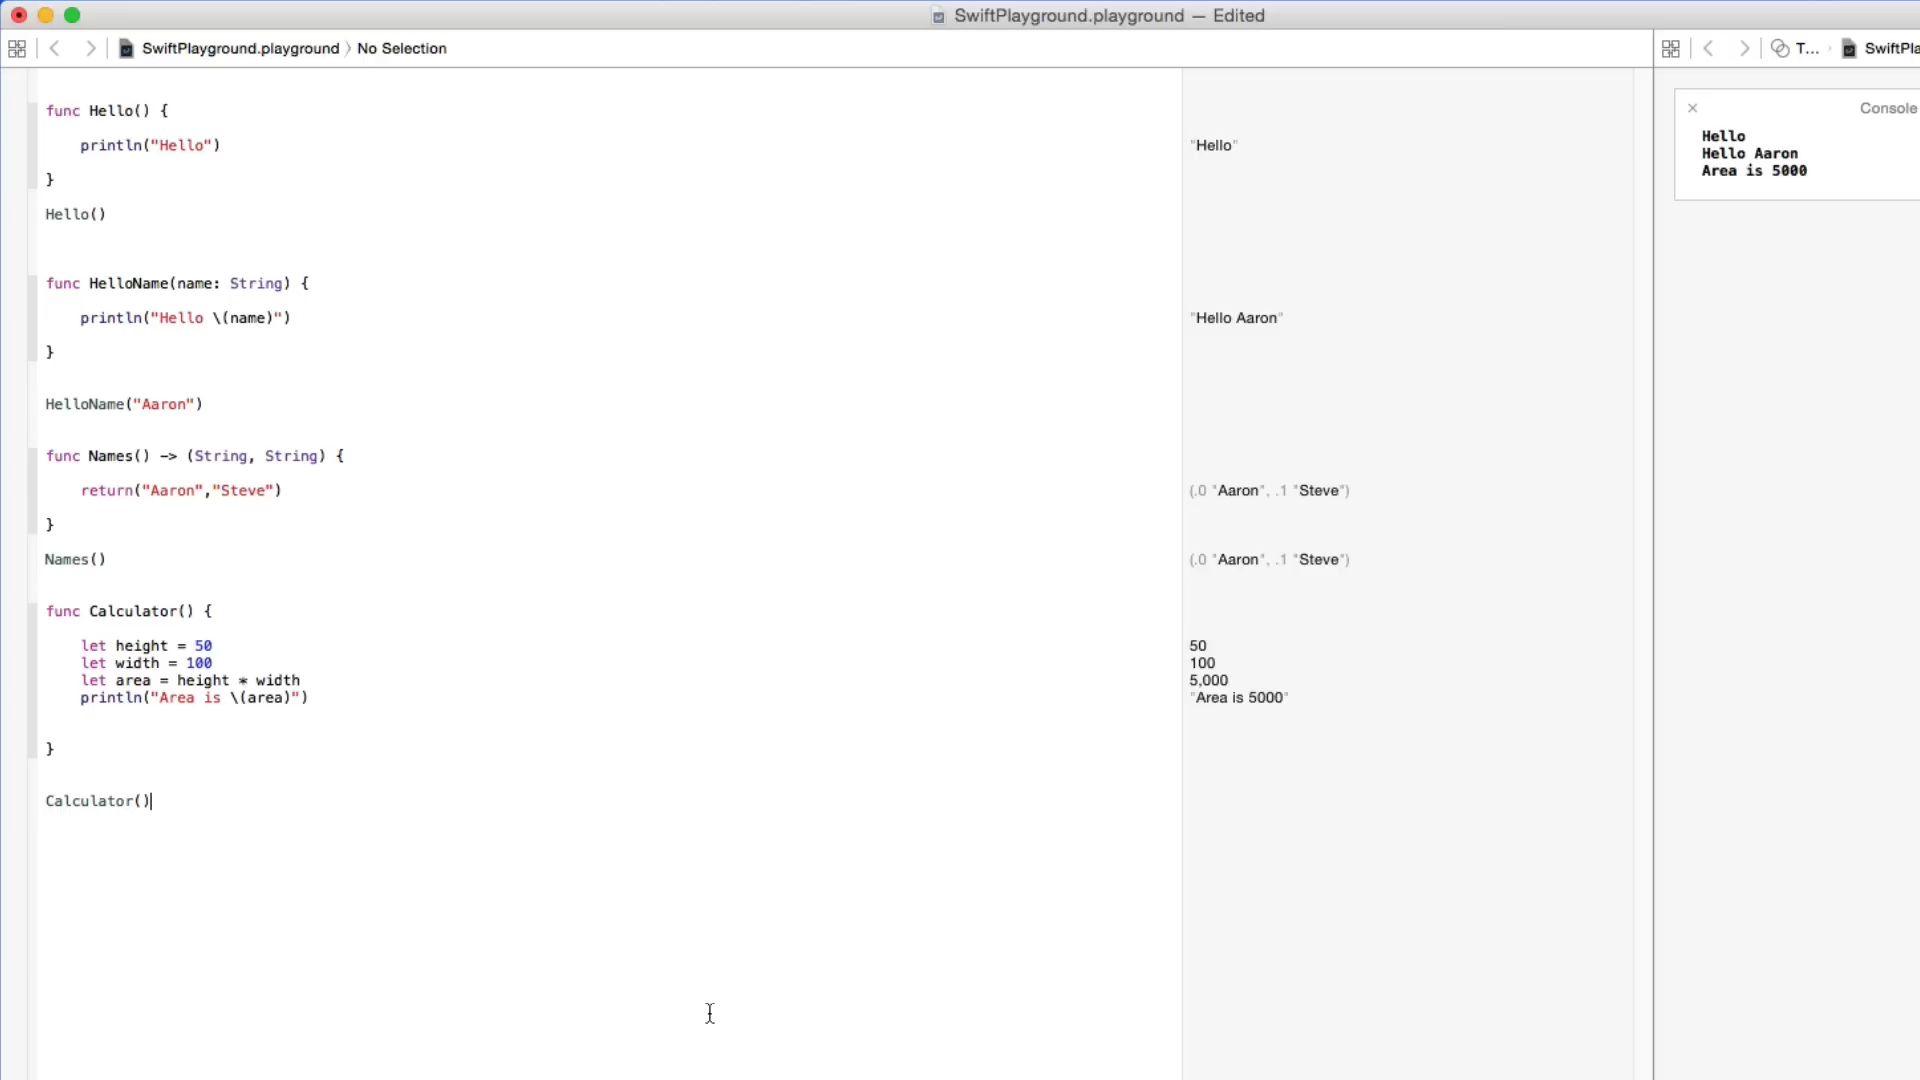 SwiftPlayground.playground — Edited
SwiftPlayground.playground 〉 No Selection
T... › SwiftPla
func Hello() {
println("Hello")
"Hello"
}
Hello()
func HelloName(name: String) {
println("Hello \(name)")
"Hello Aaron"
}
HelloName("Aaron")
func Names() -> (String, String) {
return("Aaron","Steve")
(.0 "Aaron", .1 "Steve")
}
Names()
(.0 "Aaron", .1 "Steve")
func Calculator() {
let height = 50
50
let width = 100
100
let area = height * width
5,000
println("Area is \(area)")
"Area is 5000"
}
Calculator()
Console
Hello
Hello Aaron
Area is 5000